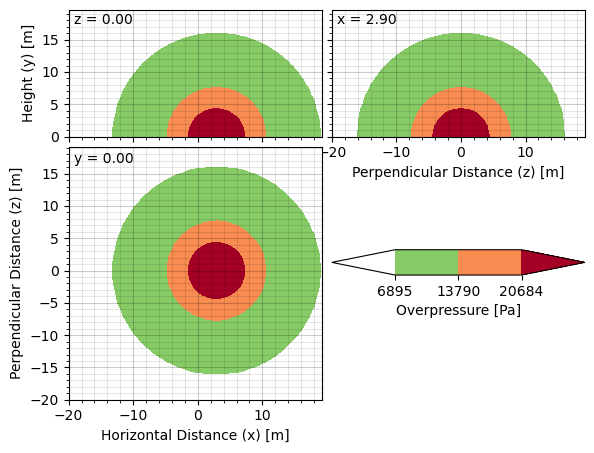 z = 0.00
x = 2.90
Height (y) [m]
15
10
5
0
−20
0
10
Perpendicular Distance (z) [m]
y = 0.00
Perpendicular Distance (z) [m]
15
10
5
0
−5
−10
−15
−20
−20
−10
0
10
Horizontal Distance (x) [m]
6895
13790
20684
Overpressure [Pa]